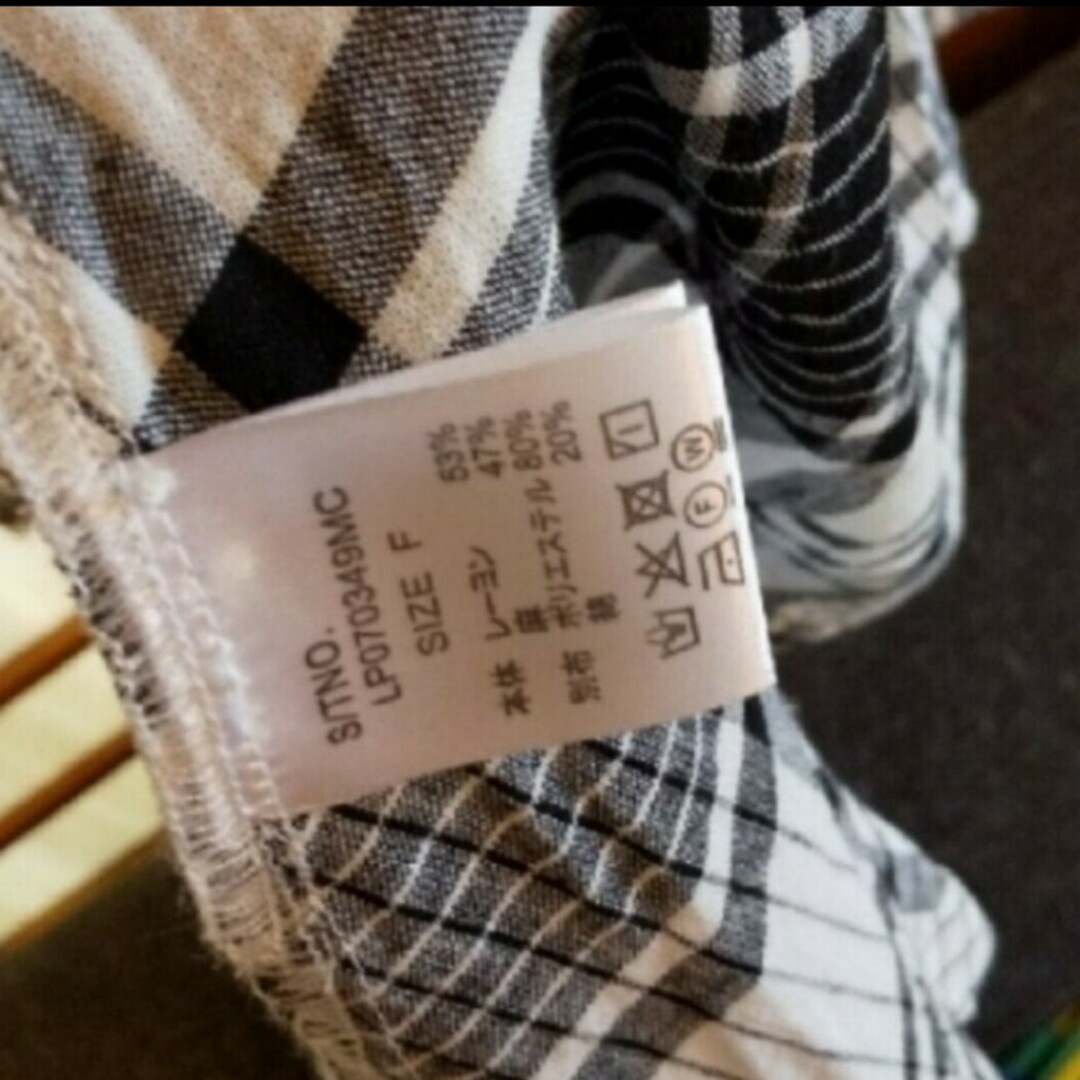 S/TNO.
LP070349MC
SIZE F
本体 レーヨン 53%
麻 47%
別布 ポリエステル 80%
綿 20%
W
F